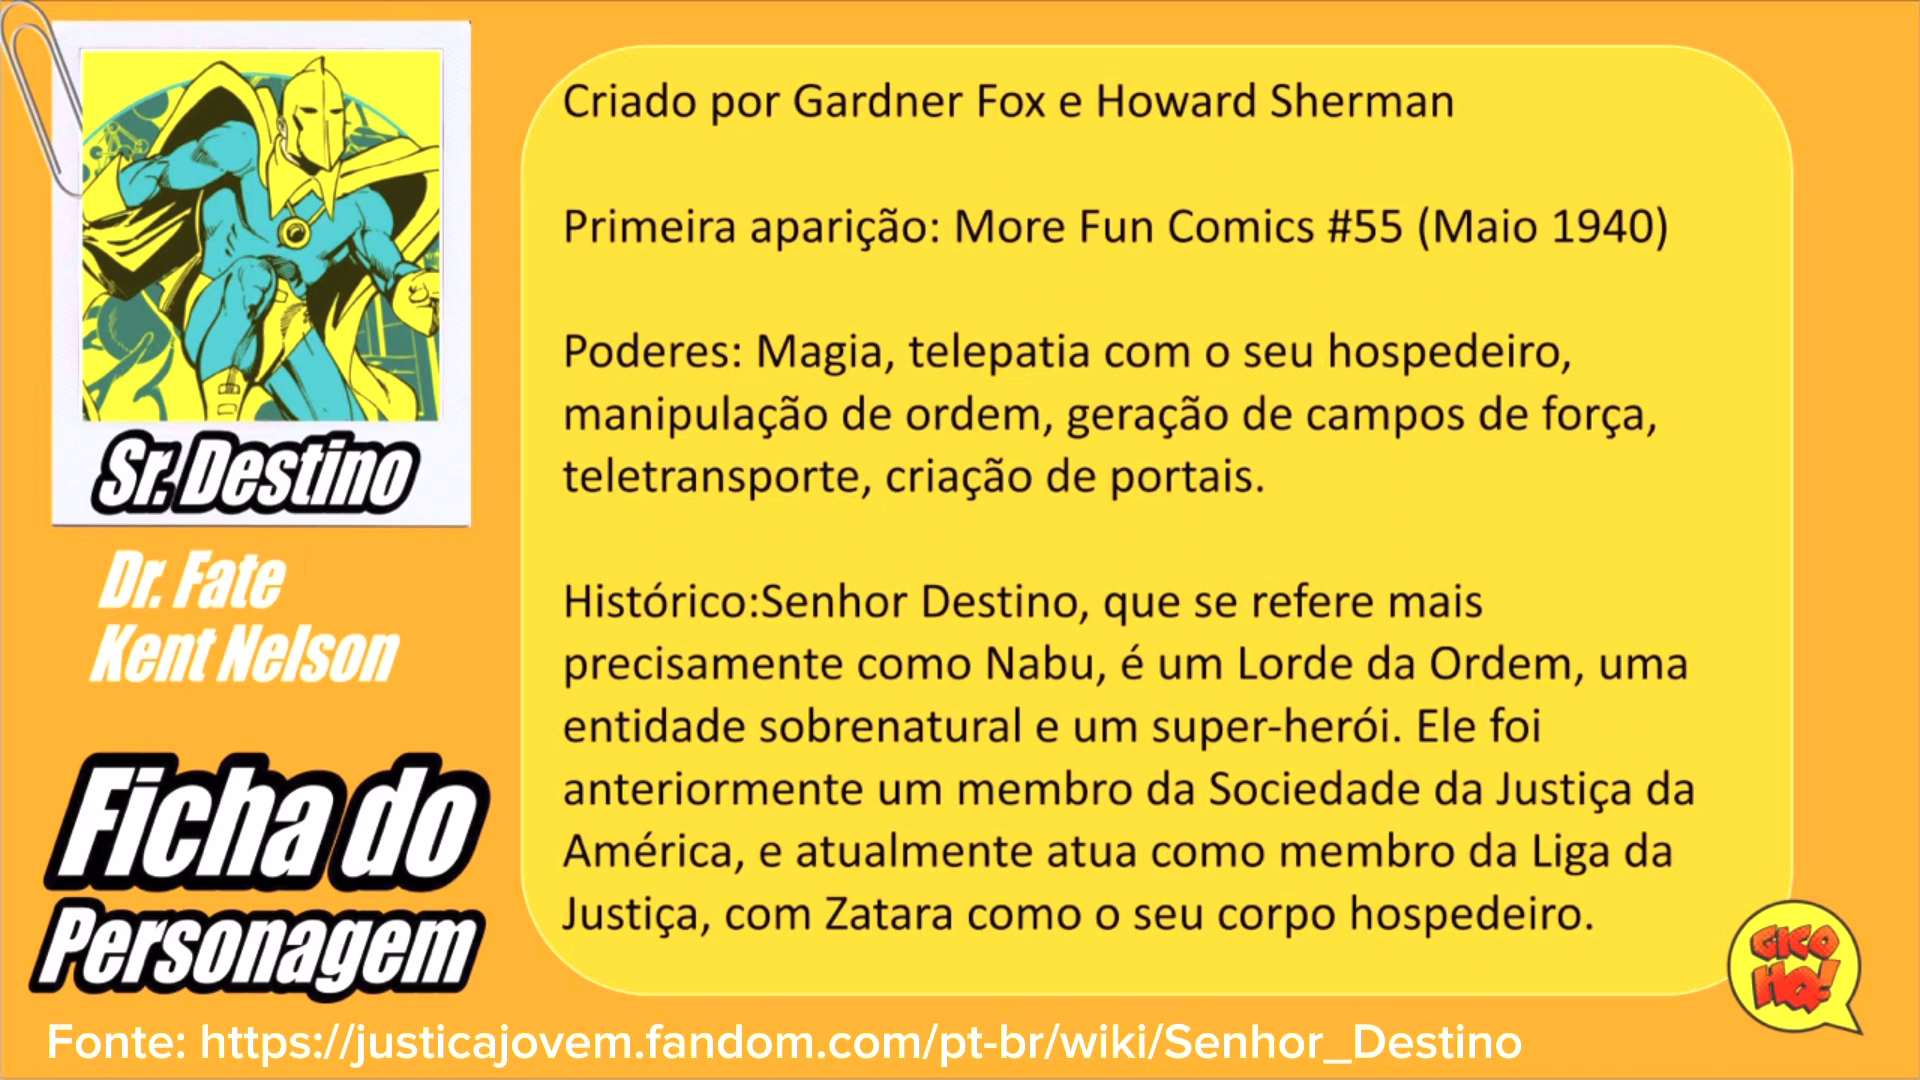 Sr. Destino
Dr. Fate
Kent Nelson
Ficha do
Personagem
Criado por Gardner Fox e Howard Sherman
Primeira aparição: More Fun Comics #55 (Maio 1940)
Poderes: Magia, telepatia com o seu hospedeiro,
manipulação de ordem, geração de campos de força,
teletransporte, criação de portais.
Histórico:Senhor Destino, que se refere mais
precisamente como Nabu, é um Lorde da Ordem, uma
entidade sobrenatural e um super-herói. Ele foi
anteriormente um membro da Sociedade da Justiça da
América, e atualmente atua como membro da Liga da
Justiça, com Zatara como o seu corpo hospedeiro.
GICO
HQ!
Fonte: https://justicajovem.fandom.com/pt-br/wiki/Senhor_Destino